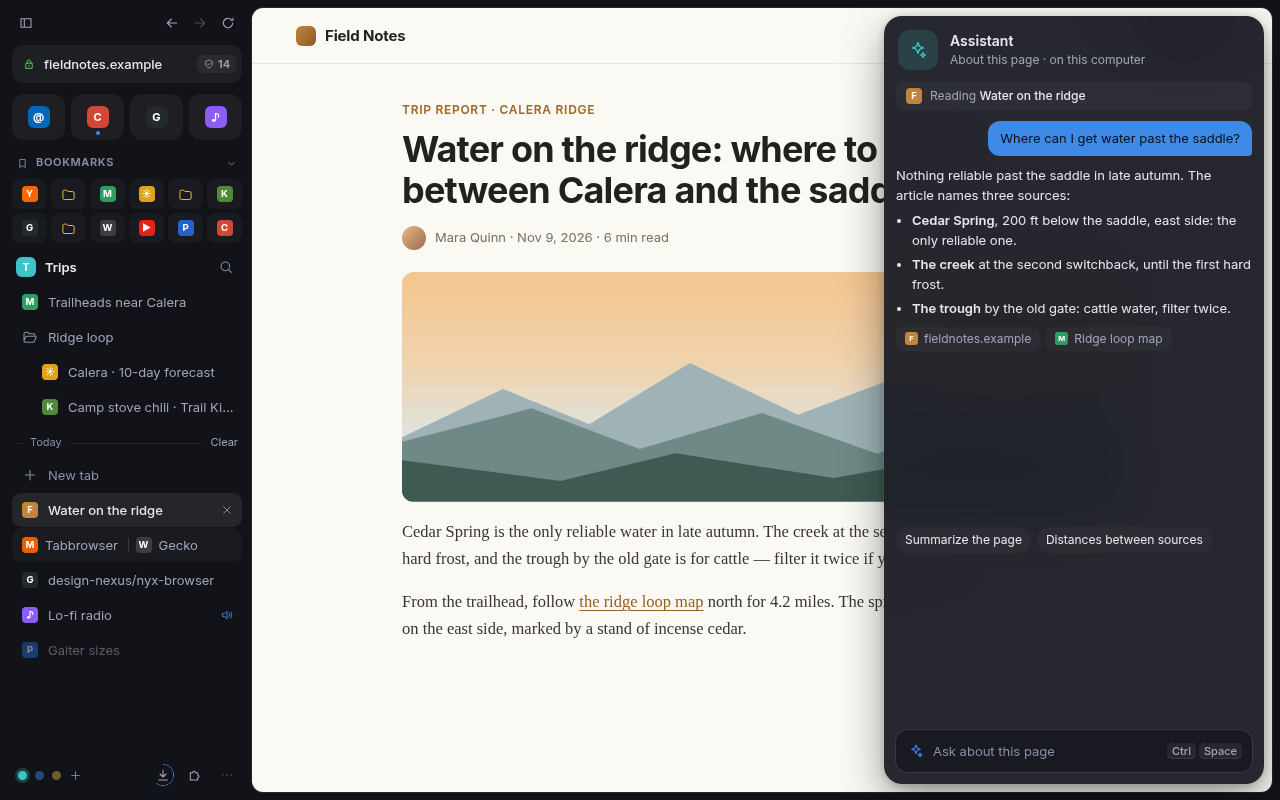 fieldnotes.example
14
@
C
G
BOOKMARKS
Y
M
K
G
W
P
C
T
Trips
M
Trailheads near Calera
Ridge loop
Calera · 10-day forecast
K
Camp stove chili · Trail Ki...
Today
Clear
New tab
F
Water on the ridge
M
Tabbrowser
W
Gecko
G
design-nexus/nyx-browser
Lo-fi radio
P
Gaiter sizes
Field Notes
TRIP REPORT · CALERA RIDGE
Water on the ridge: where to
between Calera and the
Mara Quinn · Nov 9, 2026 · 6 min read
Cedar Spring is the only reliable water in late autumn. The creek at the
hard frost, and the trough by the old gate is for cattle — filter it twice if
From the trailhead, follow the ridge loop map north for 4.2 miles. The
on the east side, marked by a stand of incense cedar.
Assistant
About this page · on this computer
F
Reading Water on the ridge
Where can I get water past the saddle?
Nothing reliable past the saddle in late autumn. The
article names three sources:
• Cedar Spring, 200 ft below the saddle, east side: the
only reliable one.
• The creek at the second switchback, until the first hard
frost.
• The trough by the old gate: cattle water, filter twice.
F
fieldnotes.example
M
Ridge loop map
Summarize the page
Distances between sources
Ask about this page
Ctrl
Space